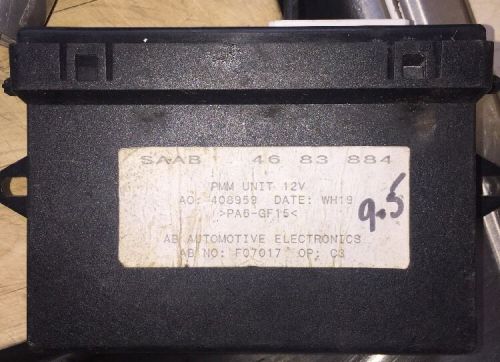 SAAB 46 83 884
PMM UNIT 12V
AO: 408959 DATE: WH19
>PA6-GF15<
9.5
AB AUTOMOTIVE ELECTRONICS
AB NO: F07017 OP: C3